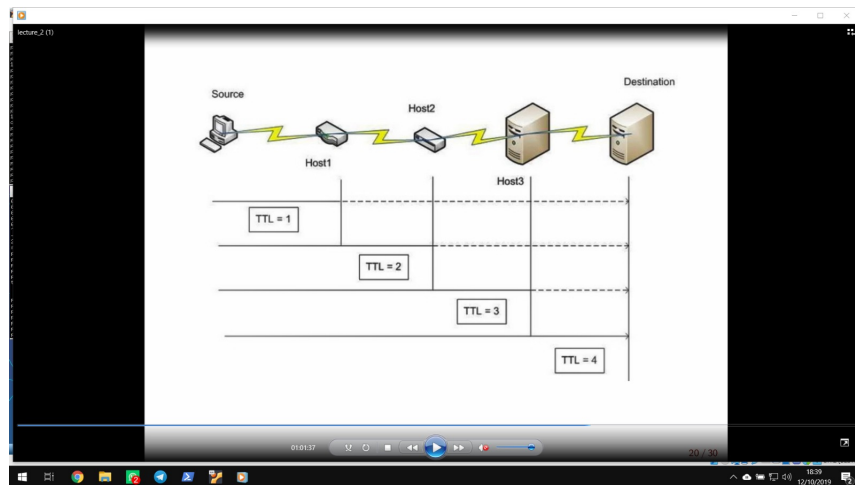 lecture_2 (1)
Destination
Source
Host2
Host1
Host3
TTL = 1
TTL = 2
TTL = 3
TTL = 4
01:01:37
20 / 30
18:39
12/10/2019